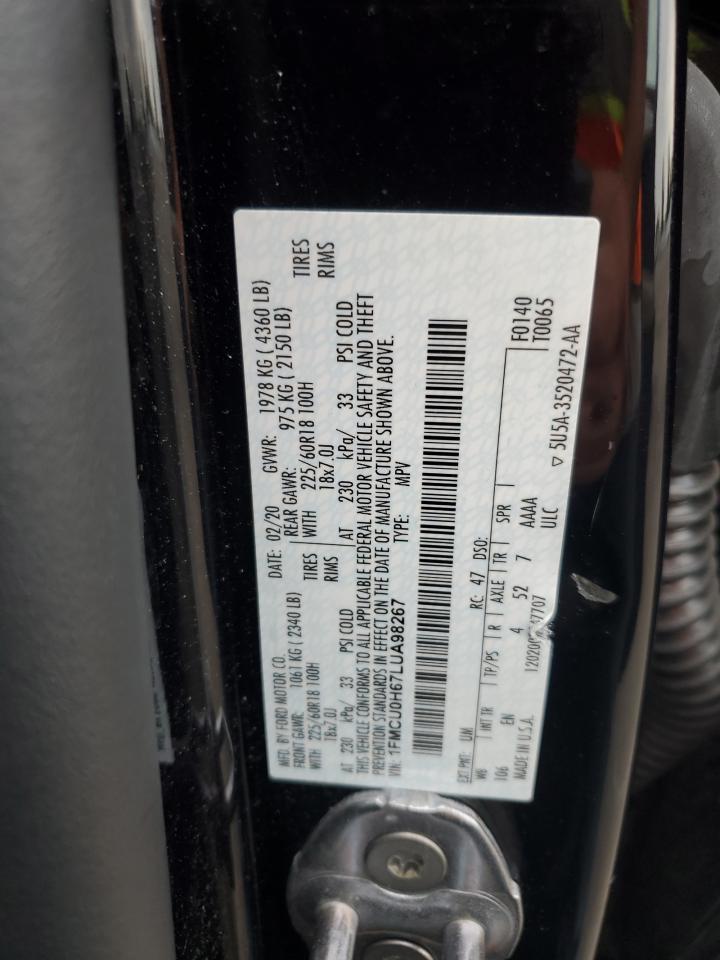 MFD. BY FORD MOTOR CO. DATE: 02/20 GVWR: 1978 KG ( 4360 LB)
FRONT GAWR: 1061 KG ( 2340 LB) REAR GAWR: 975 KG ( 2150 LB)
WITH 225/60R18 100H TIRES WITH 225/60R18 100H TIRES
18x7.0J RIMS 18x7.0J RIMS
AT 230 kPa/ 33 PSI COLD AT 230 kPa/ 33 PSI COLD
THIS VEHICLE CONFORMS TO ALL APPLICABLE FEDERAL MOTOR VEHICLE SAFETY AND THEFT
PREVENTION STANDARDS IN EFFECT ON THE DATE OF MANUFACTURE SHOWN ABOVE.
VIN: 1FMCU0H67LUA98267 TYPE: MPV
EXT PNT: UM RC: 47 DSO:
WB INT TR TP/PS R AXLE TR SPR F0140
106 EN 4 52 7 AAAA T0065
MADE IN U.S.A. ULC
5U5A-3520472-AA